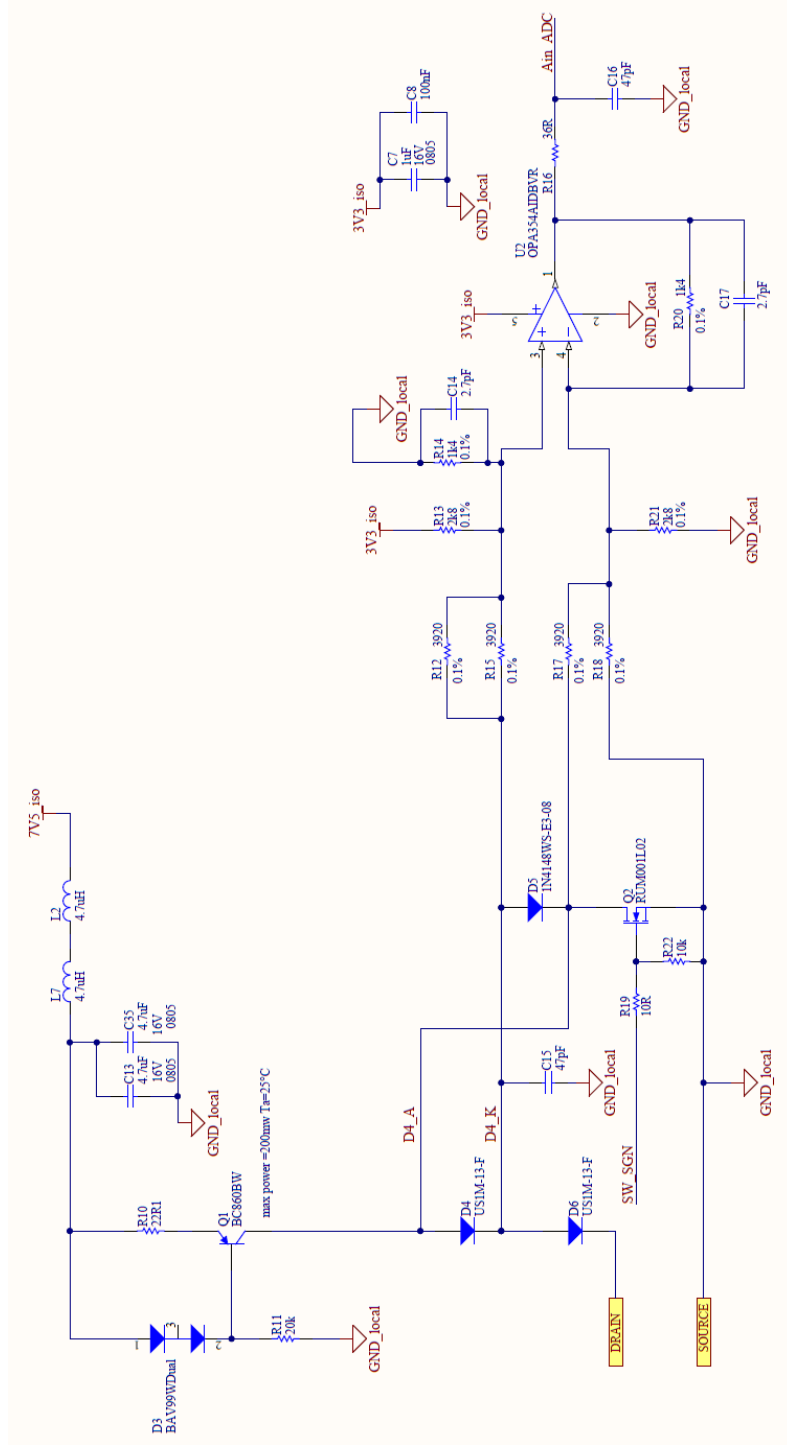 7V5_iso
L2
4.7uH
L7
4.7uH
C35
4.7uF
16V
0805
C13
4.7uF
16V
0805
GND_local
D3
BAV99WDual
1
3
2
R10
22R1
Q1
BC860BW
max power =200mw Ta=25°C
R11
20k
GND_local
D4_A
D4_K
D4
US1M-13-F
D6
US1M-13-F
DRAIN
SOURCE
C15
47pF
GND_local
SW_SGN
R19
10R
R22
10k
GND_local
D5
1N4148WS-E3-08
Q2
RUM001L02
R12
3920
0.1%
R15
3920
0.1%
R17
3920
0.1%
R18
3920
0.1%
3V3_iso
R13
2k8
0.1%
GND_local
R14
1k4
0.1%
C14
2.7pF
R21
2k8
0.1%
GND_local
3V3_iso
5
3
4
2
1
GND_local
U2
OPA354AIDBVR
R20
1k4
0.1%
C17
2.7pF
R16
36R
C16
47pF
GND_local
Ain_ADC
3V3_iso
C7
1uF
16V
0805
C8
100nF
GND_local